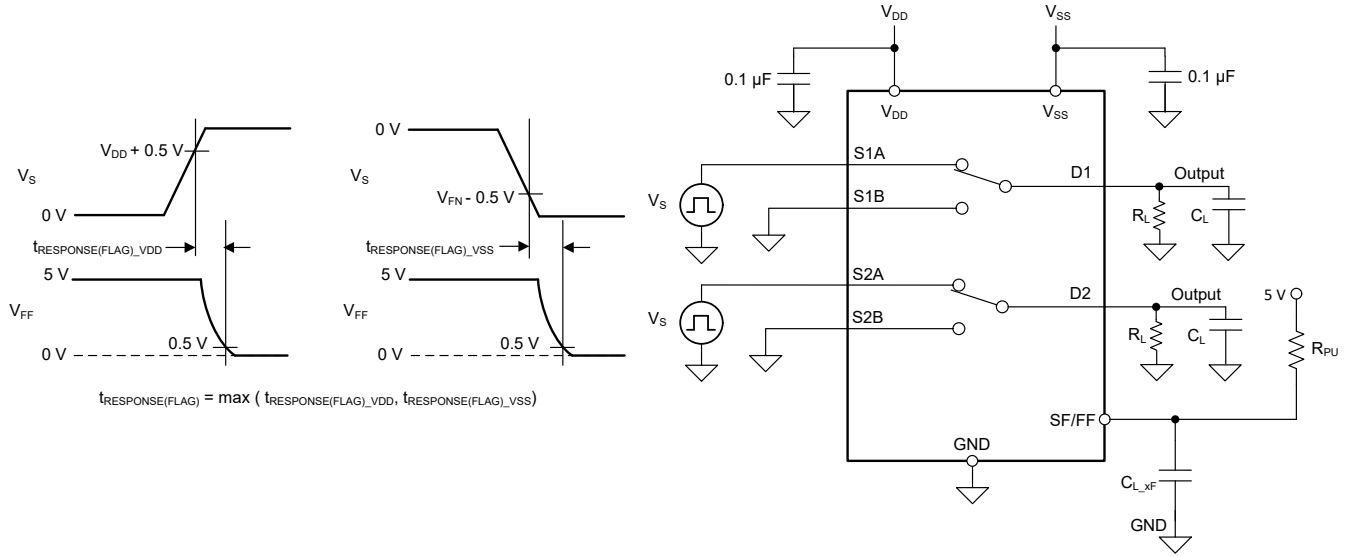 V_DD + 0.5 V
V_S
0 V
t_RESPONSE(FLAG)_VDD
5 V
V_FF
0.5 V
0 V
0 V
V_S
V_FN - 0.5 V
t_RESPONSE(FLAG)_VSS
5 V
V_FF
0.5 V
0 V
t_RESPONSE(FLAG) = max ( t_RESPONSE(FLAG)_VDD, t_RESPONSE(FLAG)_VSS)
V_DD
V_SS
0.1 µF
0.1 µF
V_DD
V_SS
S1A
D1
Output
V_S
S1B
R_L
C_L
S2A
D2
Output
5 V
V_S
S2B
R_L
C_L
R_PU
SF/FF
GND
C_L_xF
GND